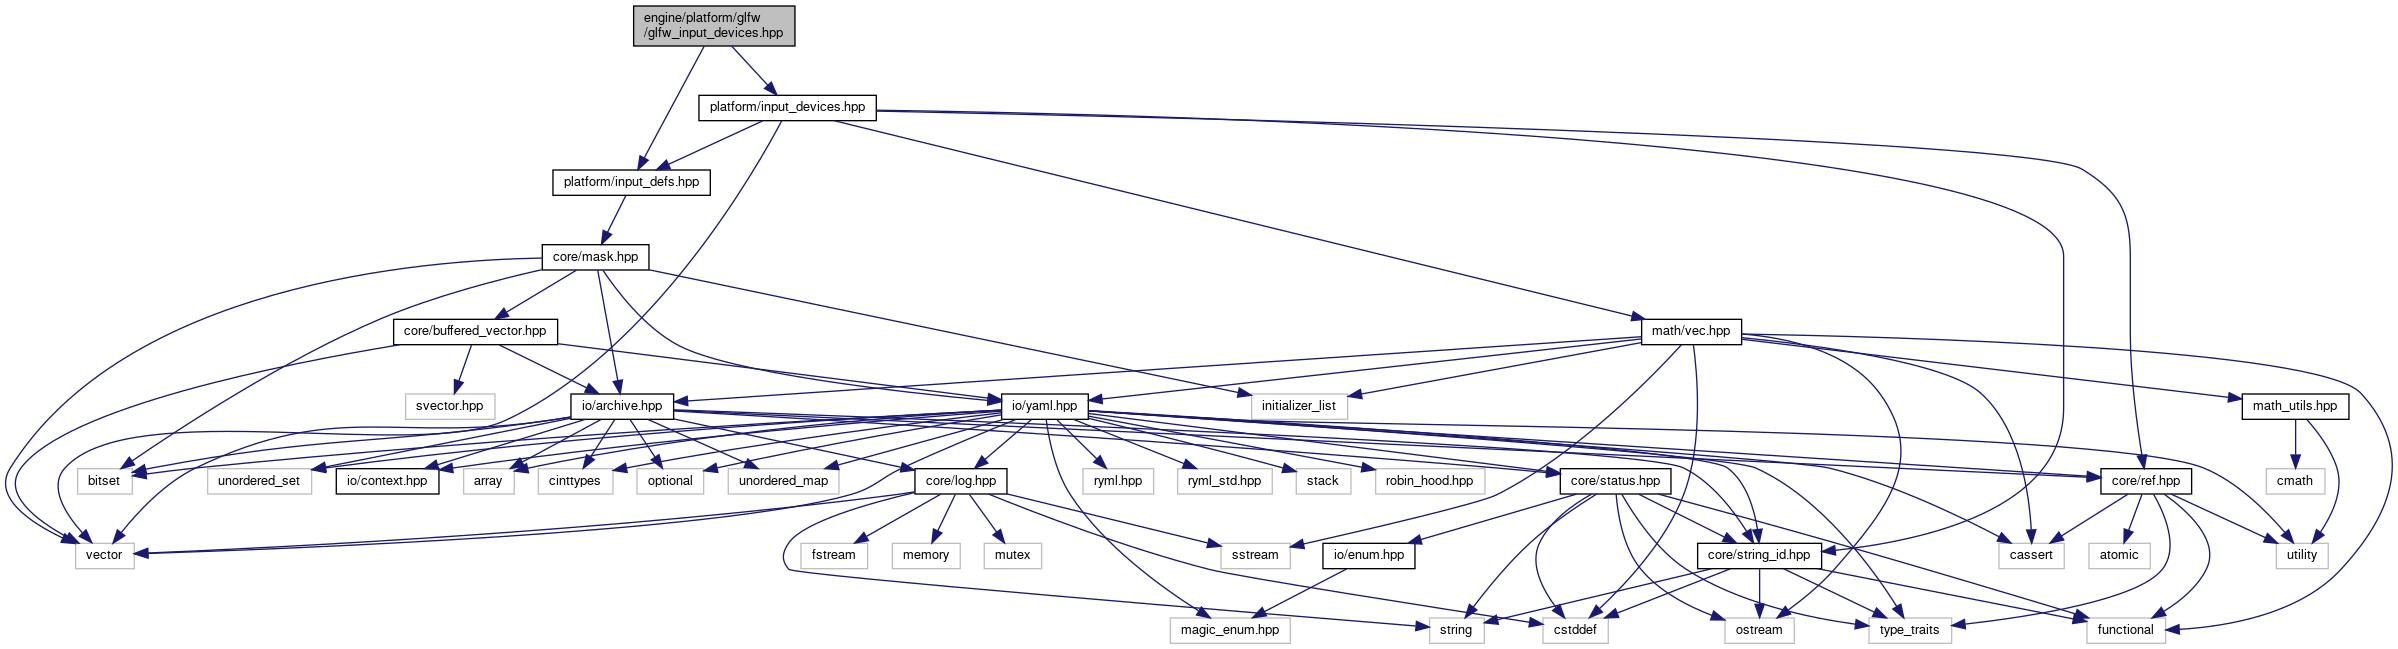 engine/platform/glfw
/glfw_input_devices.hpp
platform/input_devices.hpp
platform/input_defs.hpp
core/mask.hpp
core/buffered_vector.hpp
math/vec.hpp
svector.hpp
io/archive.hpp
io/yaml.hpp
initializer_list
math_utils.hpp
bitset
unordered_set
io/context.hpp
array
cinttypes
optional
unordered_map
core/log.hpp
ryml.hpp
ryml_std.hpp
stack
robin_hood.hpp
core/status.hpp
core/ref.hpp
cmath
vector
fstream
memory
mutex
sstream
io/enum.hpp
core/string_id.hpp
cassert
atomic
utility
magic_enum.hpp
string
cstddef
ostream
type_traits
functional